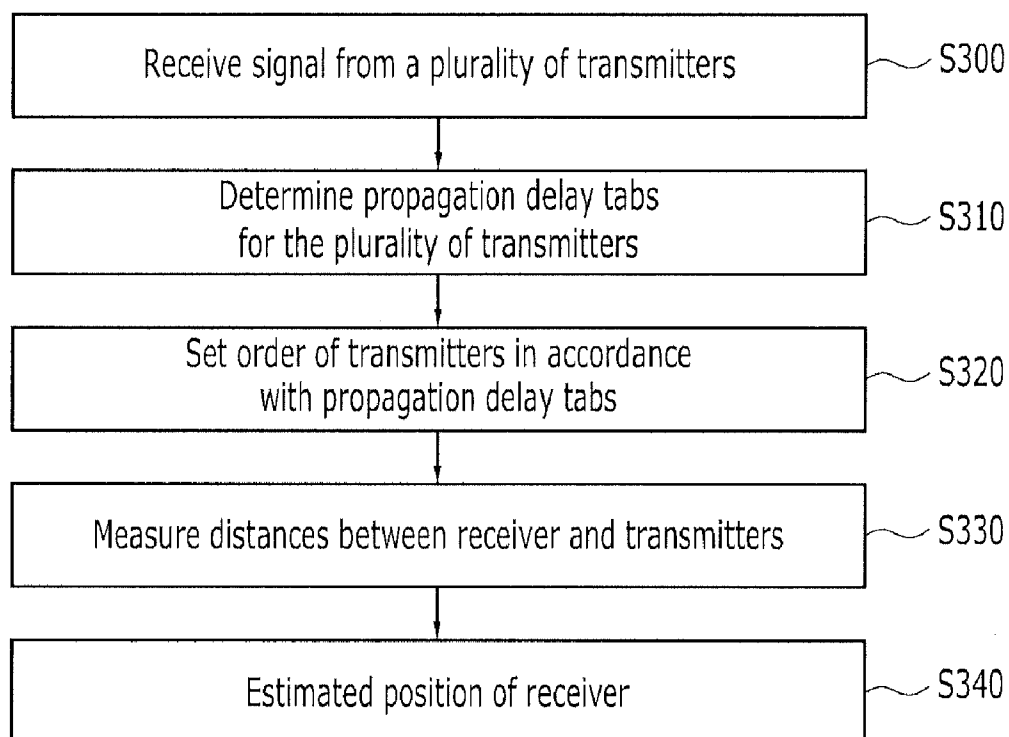 Receive signal from a plurality of transmitters
S300
Determine propagation delay tabs
for the plurality of transmitters
S310
Set order of transmitters in accordance
with propagation delay tabs
S320
Measure distances between receiver and transmitters
S330
Estimated position of receiver
S340